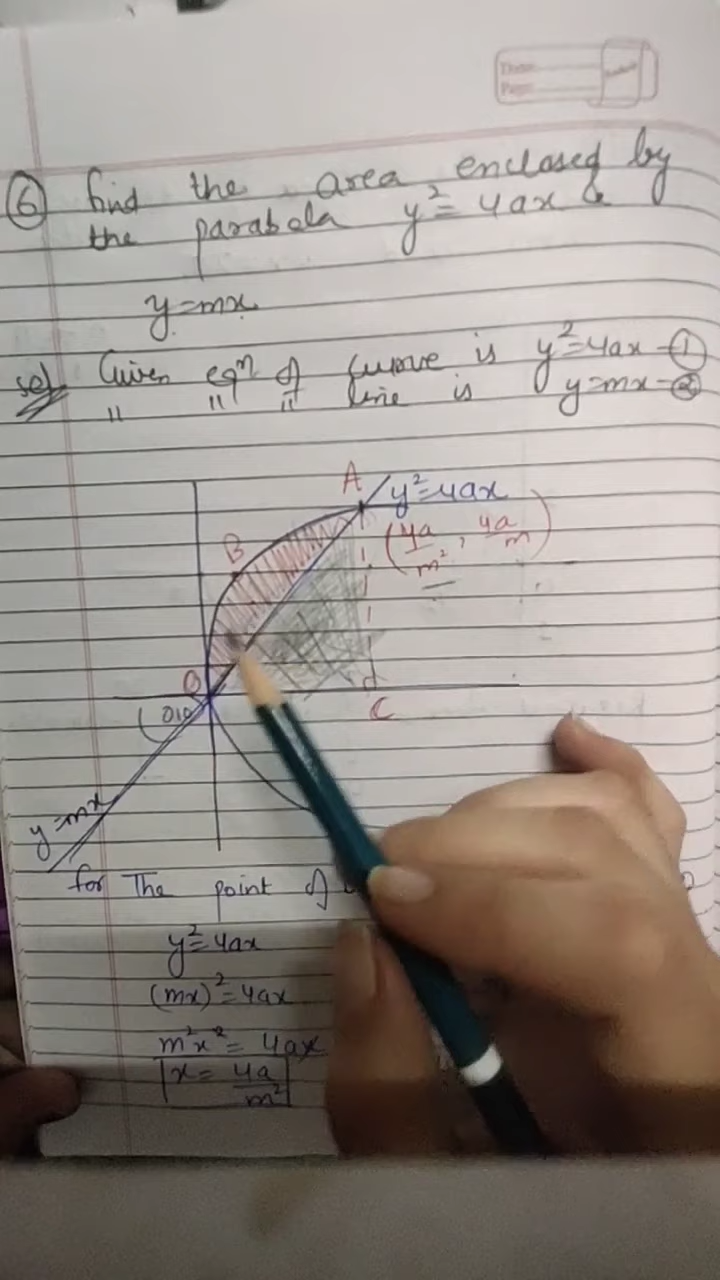 ⑥ find the area enclosed by
the parabola y²=4ax &
y=mx
sol Given eqⁿ of curve is y²=4ax –①
" " " line is y=mx –②
A y²=4ax
(4a/m², 4a/m)
B
O
(0,0
C
y=mx
for The point of
y²=4ax
(mx)²=4ax
m²x²= 4ax
x= 4a/m²